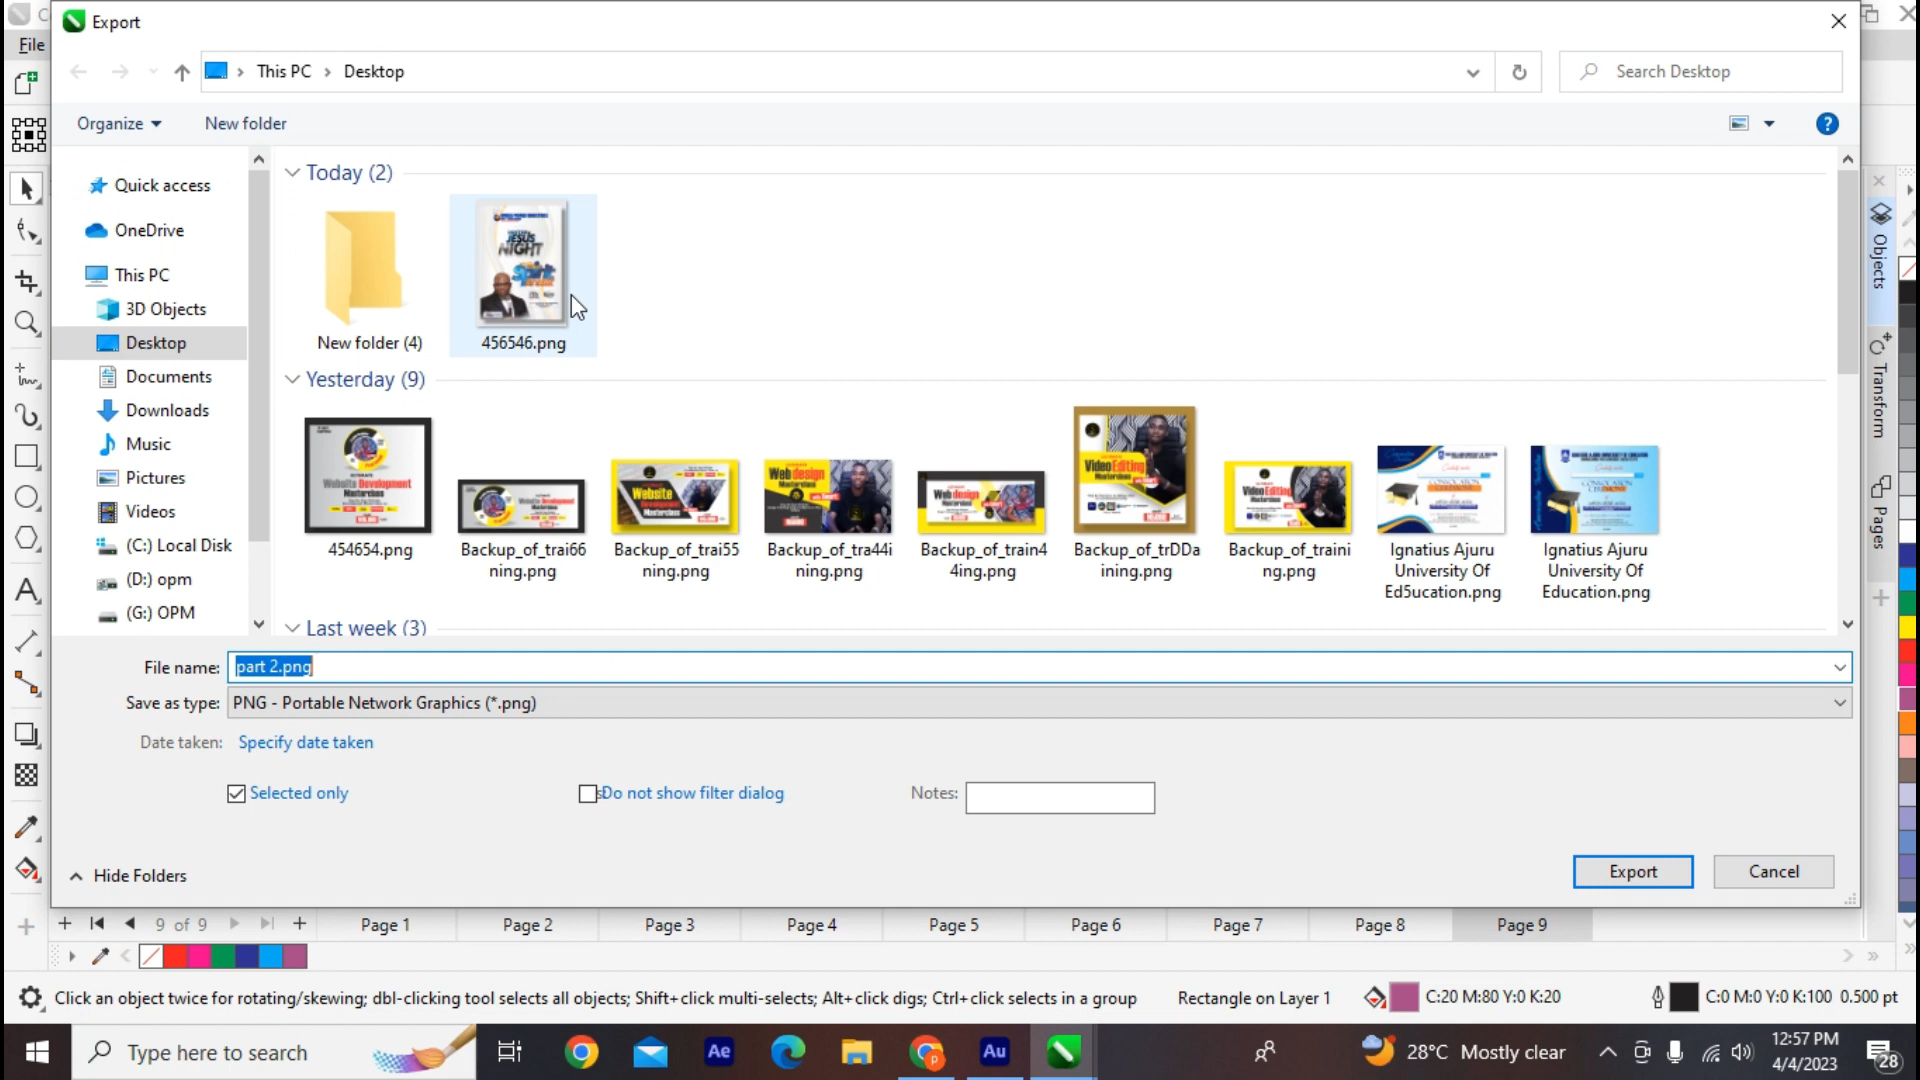 Export
File
This PC
Desktop
Search Desktop
Organize
New folder
Quick access
OneDrive
This PC
3D Objects
Desktop
Documents
Downloads
Music
Pictures
Videos
(C:) Local Disk
(D:) opm
(G:) OPM
Today (2)
JESUS
NIGHT
New folder (4)
456546.png
Yesterday (9)
454654.png
Backup_of_trai66
ning.png
Backup_of_trai55
ning.png
Backup_of_tra44i
ning.png
Backup_of_train4
4ing.png
Backup_of_trDDa
ining.png
Backup_of_traini
ng.png
Ignatius Ajuru
University Of
Ed5ucation.png
Ignatius Ajuru
University Of
Education.png
Last week (3)
File name: part 2.png
Save as type: PNG - Portable Network Graphics (*.png)
Date taken: Specify date taken
Selected only
Do not show filter dialog
Notes:
Hide Folders
Export
Cancel
Objects
Transform
Pages
9 of 9
Page 1
Page 2
Page 3
Page 4
Page 5
Page 6
Page 7
Page 8
Page 9
Click an object twice for rotating/skewing; dbl-clicking tool selects all objects; Shift+click multi-selects; Alt+click digs; Ctrl+click selects in a group
Rectangle on Layer 1
C:20 M:80 Y:0 K:20
C:0 M:0 Y:0 K:100 0.500 pt
Type here to search
Ae
Au
28°C Mostly clear
12:57 PM
4/4/2023
28